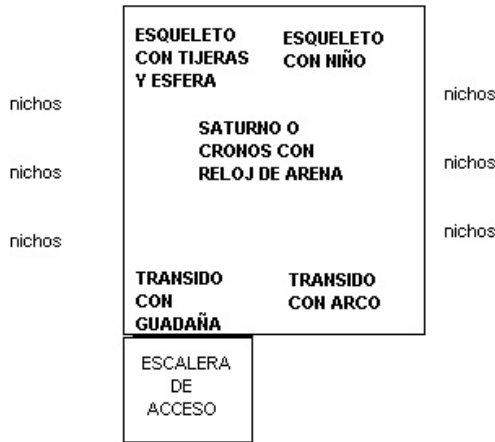 ESQUELETO
CON TIJERAS
Y ESFERA
ESQUELETO
CON NIÑO
nichos
nichos
SATURNO O
CRONOS CON
RELOJ DE ARENA
nichos
nichos
nichos
nichos
TRANSIDO
CON
GUADAÑA
TRANSIDO
CON ARCO
ESCALERA
DE
ACCESO